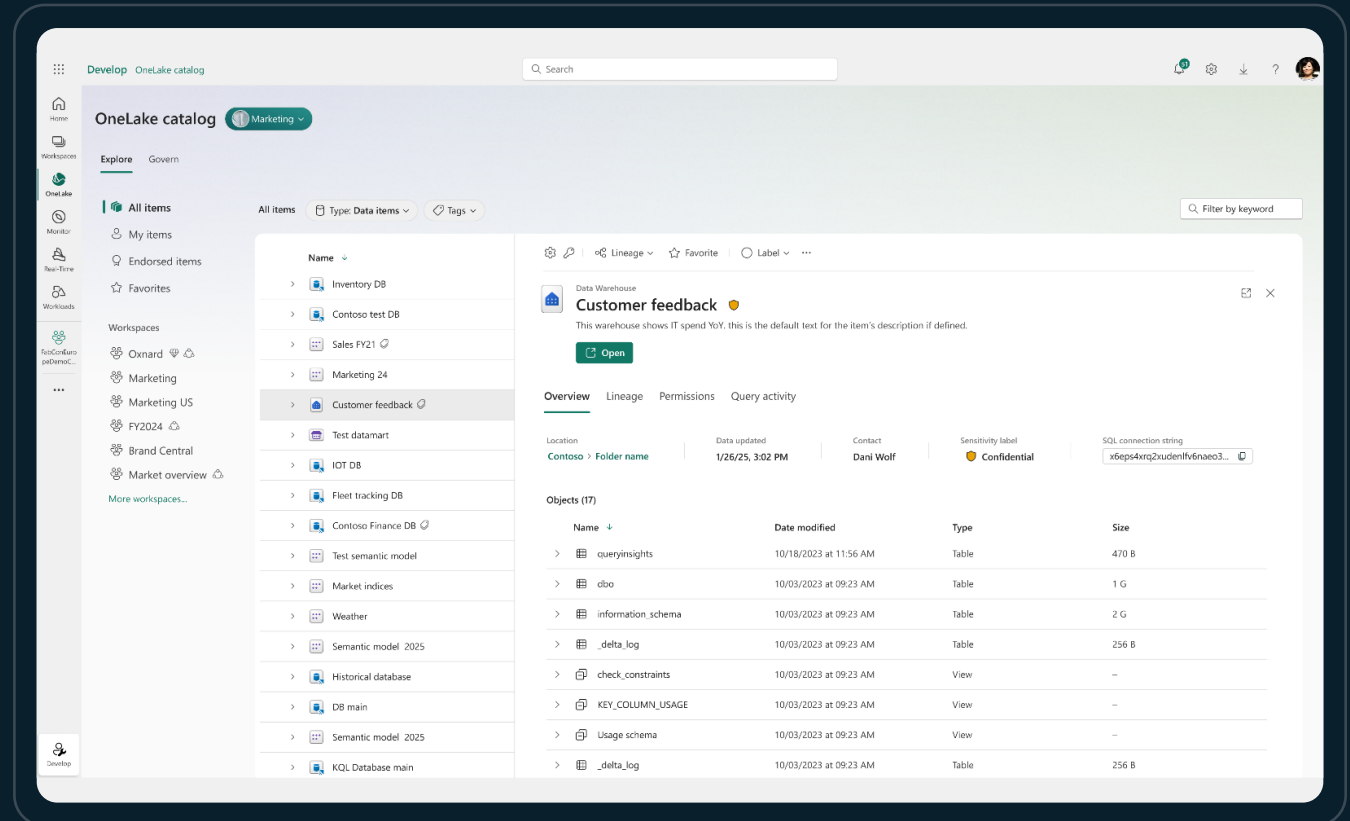 Develop OneLake catalog
Search
51
?
Home
Workspaces
OneLake
Monitor
Real-Time
Workloads
Develop
OneLake catalog
Marketing
Explore Govern
All items
My items
Endorsed items
Favorites
Workspaces
Oxnard
Marketing
Marketing US
FY2024
Brand Central
Market overview
More workspaces...
All items
Type: Data items
Tags
Filter by keyword
Name
Inventory DB
Contoso test DB
Sales FY21
Marketing 24
Customer feedback
Test datamart
IOT DB
Fleet tracking DB
Contoso Finance DB
Test semantic model
Market indices
Weather
Semantic model 2025
Historical database
DB main
Semantic model 2025
KQL Database main
Lineage Favorite Label ...
Data Warehouse
Customer feedback
This warehouse shows IT spend YoY. this is the default text for the item's description if defined.
Open
Overview Lineage Permissions Query activity
Location Data updated Contact Sensitivity label SQL connection string
Contoso > Folder name 1/26/25, 3:02 PM Dani Wolf Confidential x6eps4xrq2xudenlfv6naeo3...
Objects (17)
Name Date modified Type Size
queryinsights 10/18/2023 at 11:56 AM Table 470 B
dbo 10/03/2023 at 09:23 AM Table 1 G
information_schema 10/03/2023 at 09:23 AM Table 2 G
_delta_log 10/03/2023 at 09:23 AM Table 256 B
check_constraints 10/03/2023 at 09:23 AM View –
KEY_COLUMN_USAGE 10/03/2023 at 09:23 AM View –
Usage schema 10/03/2023 at 09:23 AM View –
_delta_log 10/03/2023 at 09:23 AM Table 256 B